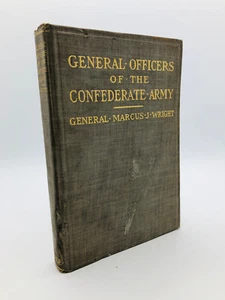 GENERAL·OFFICERS
OF THE
CONFEDERATE·ARMY
GENERAL·MARCUS·J·WRIGHT